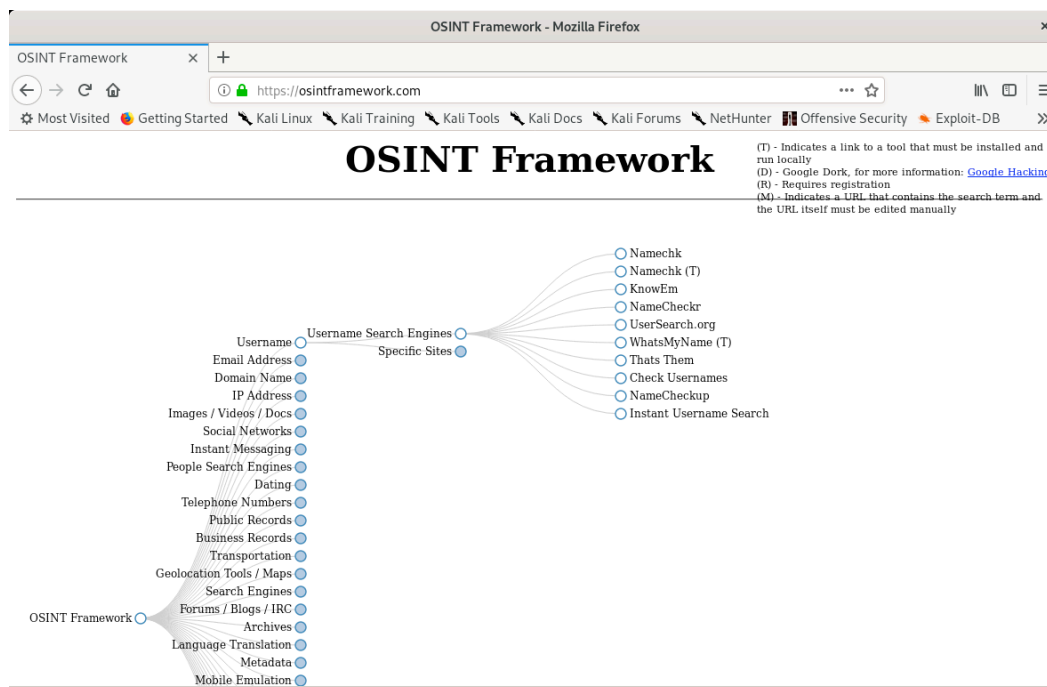 OSINT Framework - Mozilla Firefox
OSINT Framework
https://osintframework.com
Most Visited Getting Started Kali Linux Kali Training Kali Tools Kali Docs Kali Forums NetHunter Offensive Security Exploit-DB
OSINT Framework
(T) - Indicates a link to a tool that must be installed and
run locally
(D) - Google Dork, for more information: Google Hacking
(R) - Requires registration
(M) - Indicates a URL that contains the search term and
the URL itself must be edited manually
Namechk
Namechk (T)
KnowEm
NameCheckr
UserSearch.org
WhatsMyName (T)
Thats Them
Check Usernames
NameCheckup
Instant Username Search
Username Search Engines
Specific Sites
Username
Email Address
Domain Name
IP Address
Images / Videos / Docs
Social Networks
Instant Messaging
People Search Engines
Dating
Telephone Numbers
Public Records
Business Records
Transportation
Geolocation Tools / Maps
Search Engines
Forums / Blogs / IRC
Archives
Language Translation
Metadata
Mobile Emulation
OSINT Framework